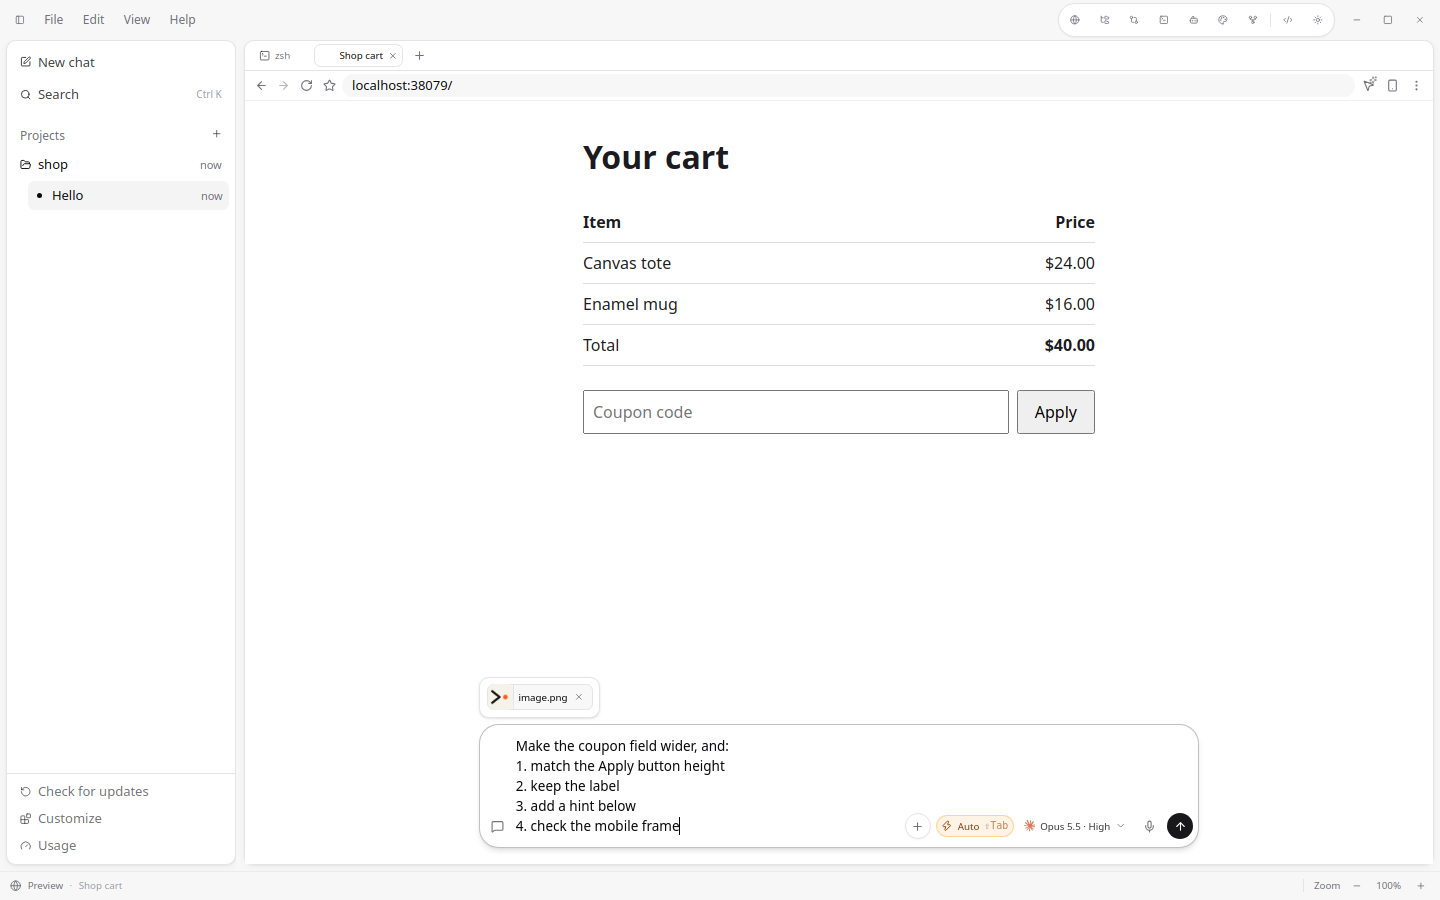 File Edit View Help
New chat
Search Ctrl K
Projects
shop now
Hello now
Check for updates
Customize
Usage
zsh
Shop cart
localhost:38079/
Your cart
Item Price
Canvas tote $24.00
Enamel mug $16.00
Total $40.00
Coupon code Apply
image.png
Make the coupon field wider, and:
1. match the Apply button height
2. keep the label
3. add a hint below
4. check the mobile frame
Auto ⇧Tab Opus 5.5 · High
Preview · Shop cart
Zoom 100%